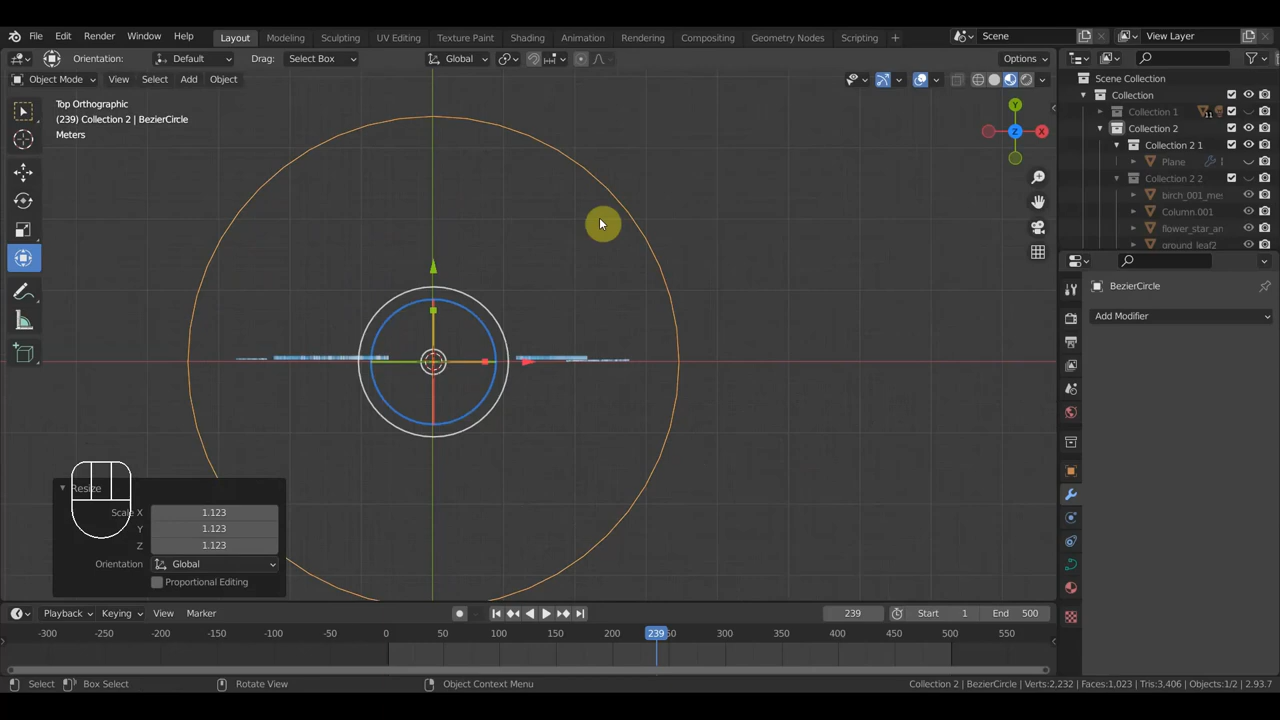 File Edit Render Window Help Layout Modeling Sculpting UV Editing Texture Paint Shading Animation Rendering Compositing Geometry Nodes Scripting + Scene View Layer
Orientation: Default Drag: Select Box Global Options
Object Mode View Select Add Object
Scene Collection
Collection
Collection 1 11
Collection 2
Collection 2 1
Plane
Collection 2 2
birch_001_me
Column.001
flower_star_an
ground_leaf2
Top Orthographic
(239) Collection 2 | BezierCircle
Meters
Y
Z X
BezierCircle
Add Modifier
Resize
Scale X 1.123
Y 1.123
Z 1.123
Orientation Global
Proportional Editing
Playback Keying View Marker 239 Start 1 End 500
-300 -250 -200 -150 -100 -50 0 50 100 150 200 239 300 350 400 450 500 550
Select Box Select Rotate View Object Context Menu Collection 2 | BezierCircle | Verts:2,232 | Faces:1,023 | Tris:3,406 | Objects:1/2 | 2.93.7